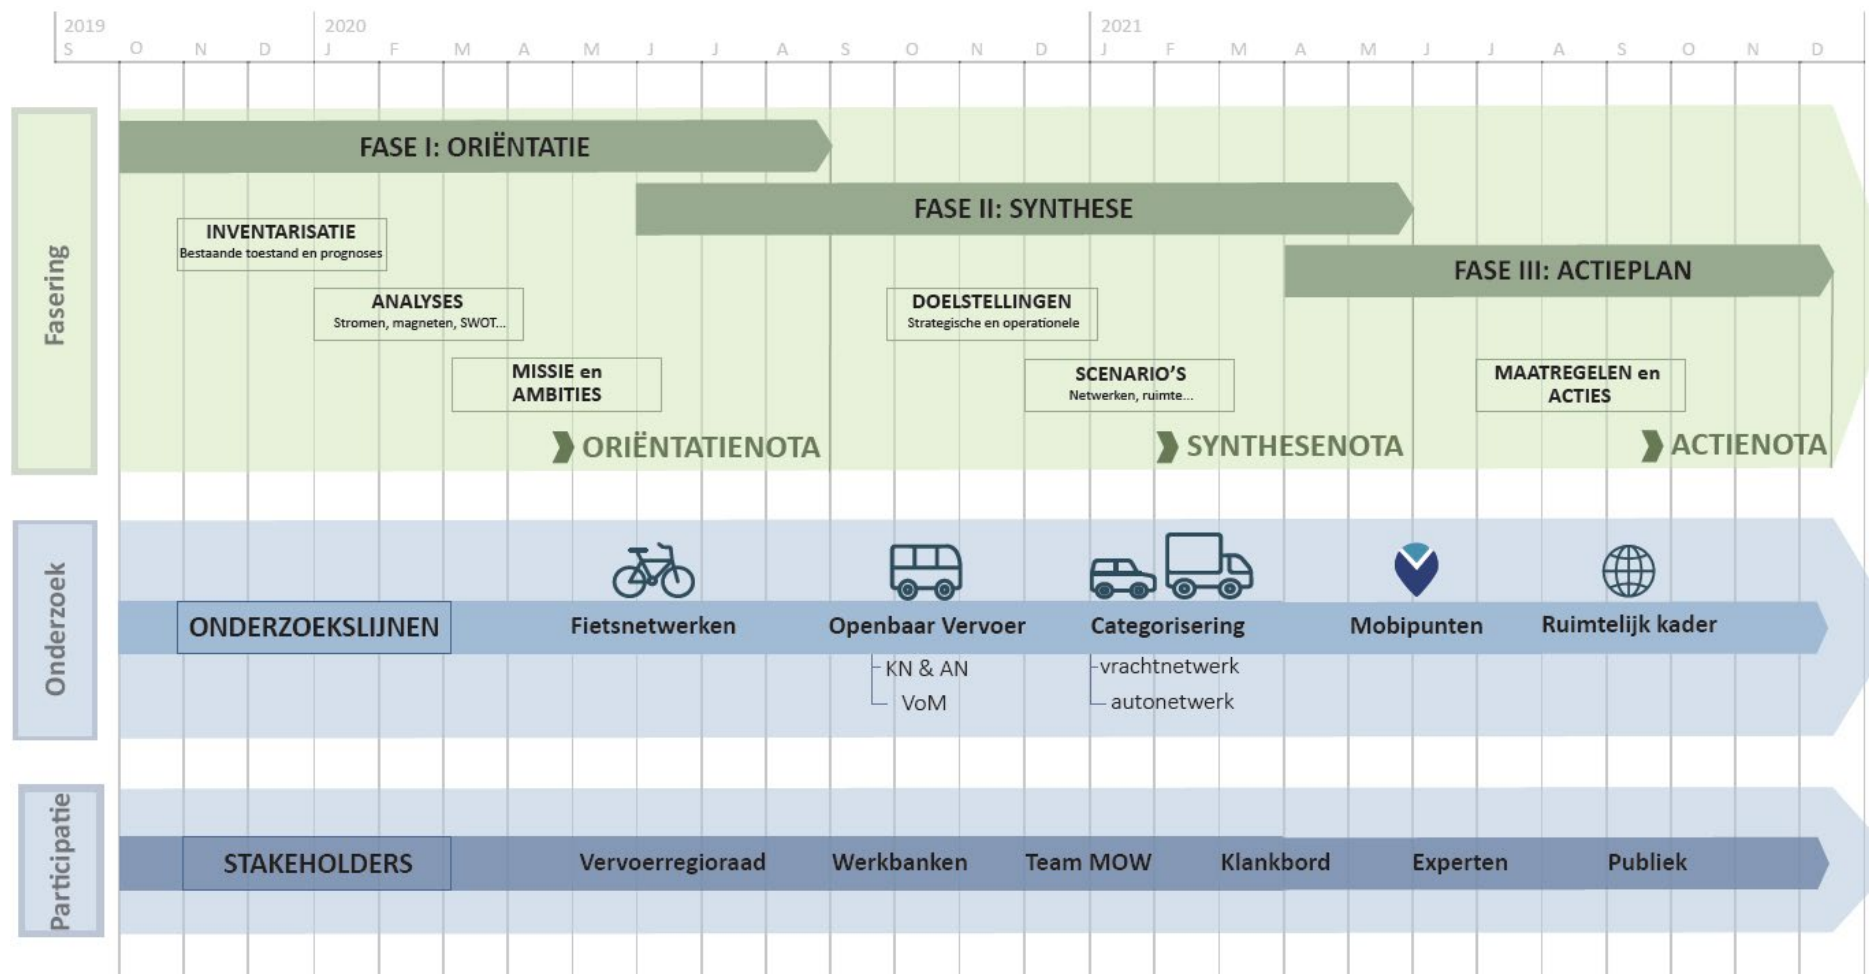 2019
2020
2021
S O N D J F M A M J J A S O N D J F M A M J J A S O N D
Fasering
FASE I: ORIËNTATIE
FASE II: SYNTHESE
FASE III: ACTIEPLAN
INVENTARISATIE
Bestaande toestand en prognoses
ANALYSES
Stromen, magneten, SWOT...
MISSIE en
AMBITIES
DOELSTELLINGEN
Strategische en operationele
SCENARIO'S
Netwerken, ruimte...
MAATREGELEN en
ACTIES
ORIËNTATIENOTA
SYNTHESENOTA
ACTIENOTA
Onderzoek
ONDERZOEKSLIJNEN
Fietsnetwerken
Openbaar Vervoer
KN & AN
VoM
Categorisering
vrachtnetwerk
autonetwerk
Mobipunten
Ruimtelijk kader
Participatie
STAKEHOLDERS
Vervoerregioraad
Werkbanken
Team MOW
Klankbord
Experten
Publiek